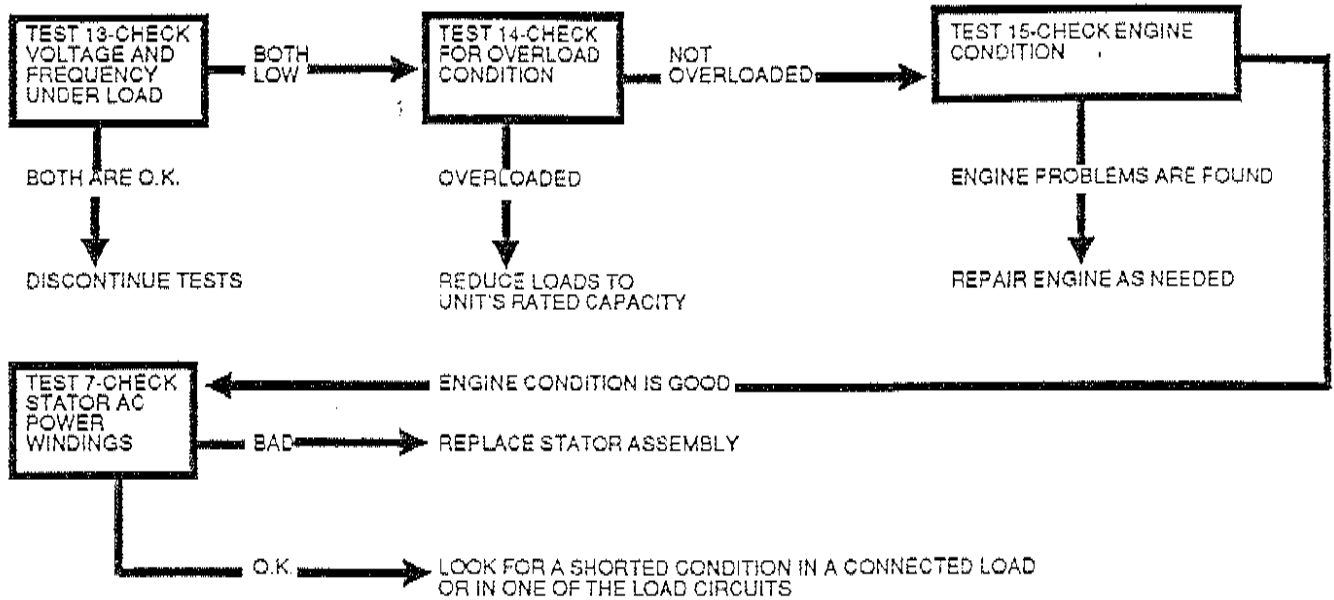 TEST 13-CHECK
VOLTAGE AND
FREQUENCY
UNDER LOAD
BOTH
LOW
TEST 14-CHECK
FOR OVERLOAD
CONDITION
NOT
OVERLOADED
TEST 15-CHECK ENGINE
CONDITION
BOTH ARE O.K.
OVERLOADED
ENGINE PROBLEMS ARE FOUND
DISCONTINUE TESTS
REDUCE LOADS TO
UNIT'S RATED CAPACITY
REPAIR ENGINE AS NEEDED
TEST 7-CHECK
STATOR AC
POWER
WINDINGS
ENGINE CONDITION IS GOOD
BAD
REPLACE STATOR ASSEMBLY
O.K.
LOOK FOR A SHORTED CONDITION IN A CONNECTED LOAD
OR IN ONE OF THE LOAD CIRCUITS